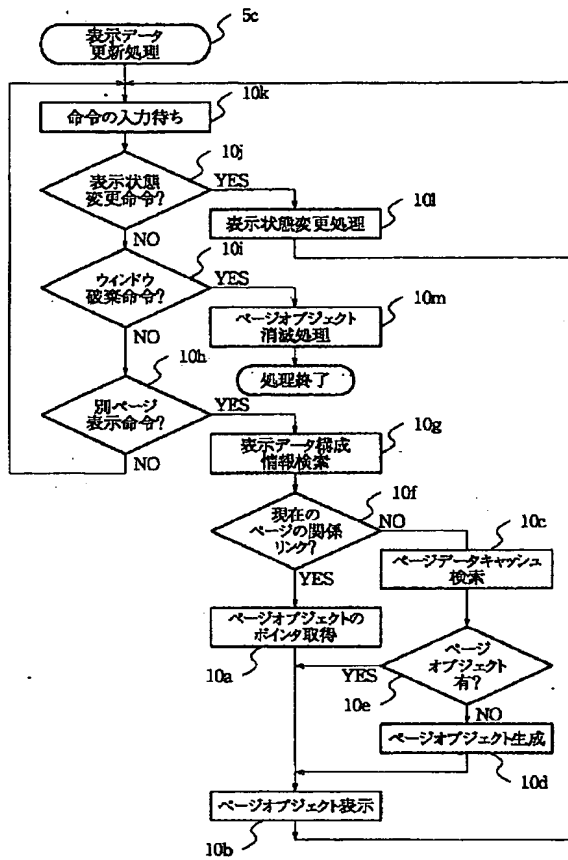 表示データ
更新処理
5c
命令の入力待ち
10k
表示状態
変更命令?
10j
YES
表示状態変更処理
10l
NO
ウィンドウ
破棄命令?
10i
YES
ページオブジェクト
消滅処理
10m
処理終了
NO
別ページ
表示命令?
10h
YES
表示データ構成
情報検索
10g
NO
現在の
ページの関係
リンク?
10f
NO
ページデータキャッシュ
検索
10c
YES
ページオブジェクトの
ポインタ取得
10a
ページ
オブジェクト
有?
YES
10e
NO
ページオブジェクト生成
10d
ページオブジェクト表示
10b